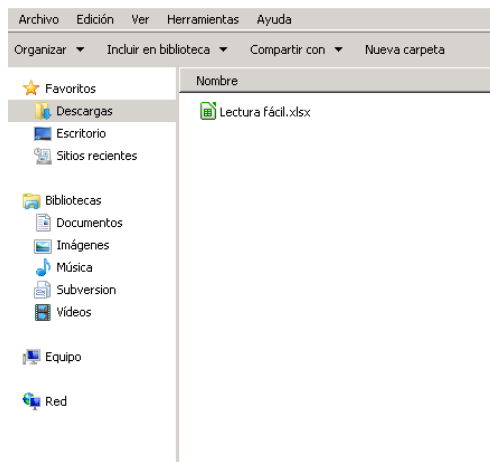 Archivo Edición Ver Herramientas Ayuda
Organizar Incluir en biblioteca Compartir con Nueva carpeta
Favoritos
Descargas
Escritorio
Sitios recientes
Bibliotecas
Documentos
Imágenes
Música
Subversion
Vídeos
Equipo
Red
Nombre
Lectura fácil.xlsx